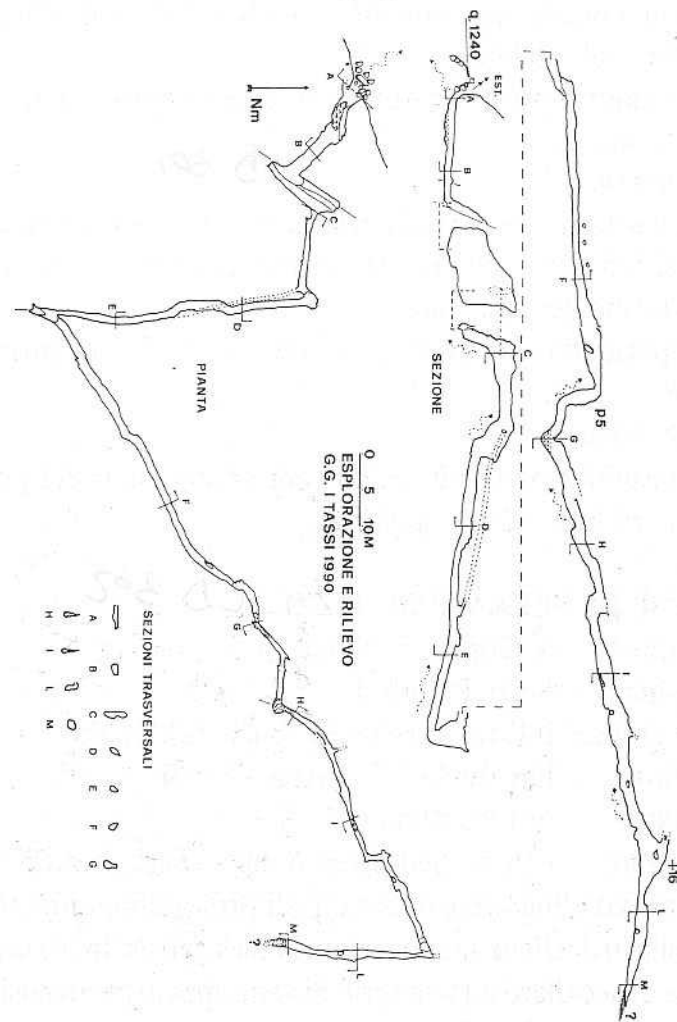 q. 1240
EST.
A
B
C
D
E
SEZIONE
F
p5
G
H
I
+16
L
M
?
Nm
A
B
C
D
E
PIANTA
F
G
H
I
L
M
?
0 5 10M
ESPLORAZIONE E RILIEVO
G.G. I TASSI 1990
SEZIONI TRASVERSALI
A B C D E F G
H I L M